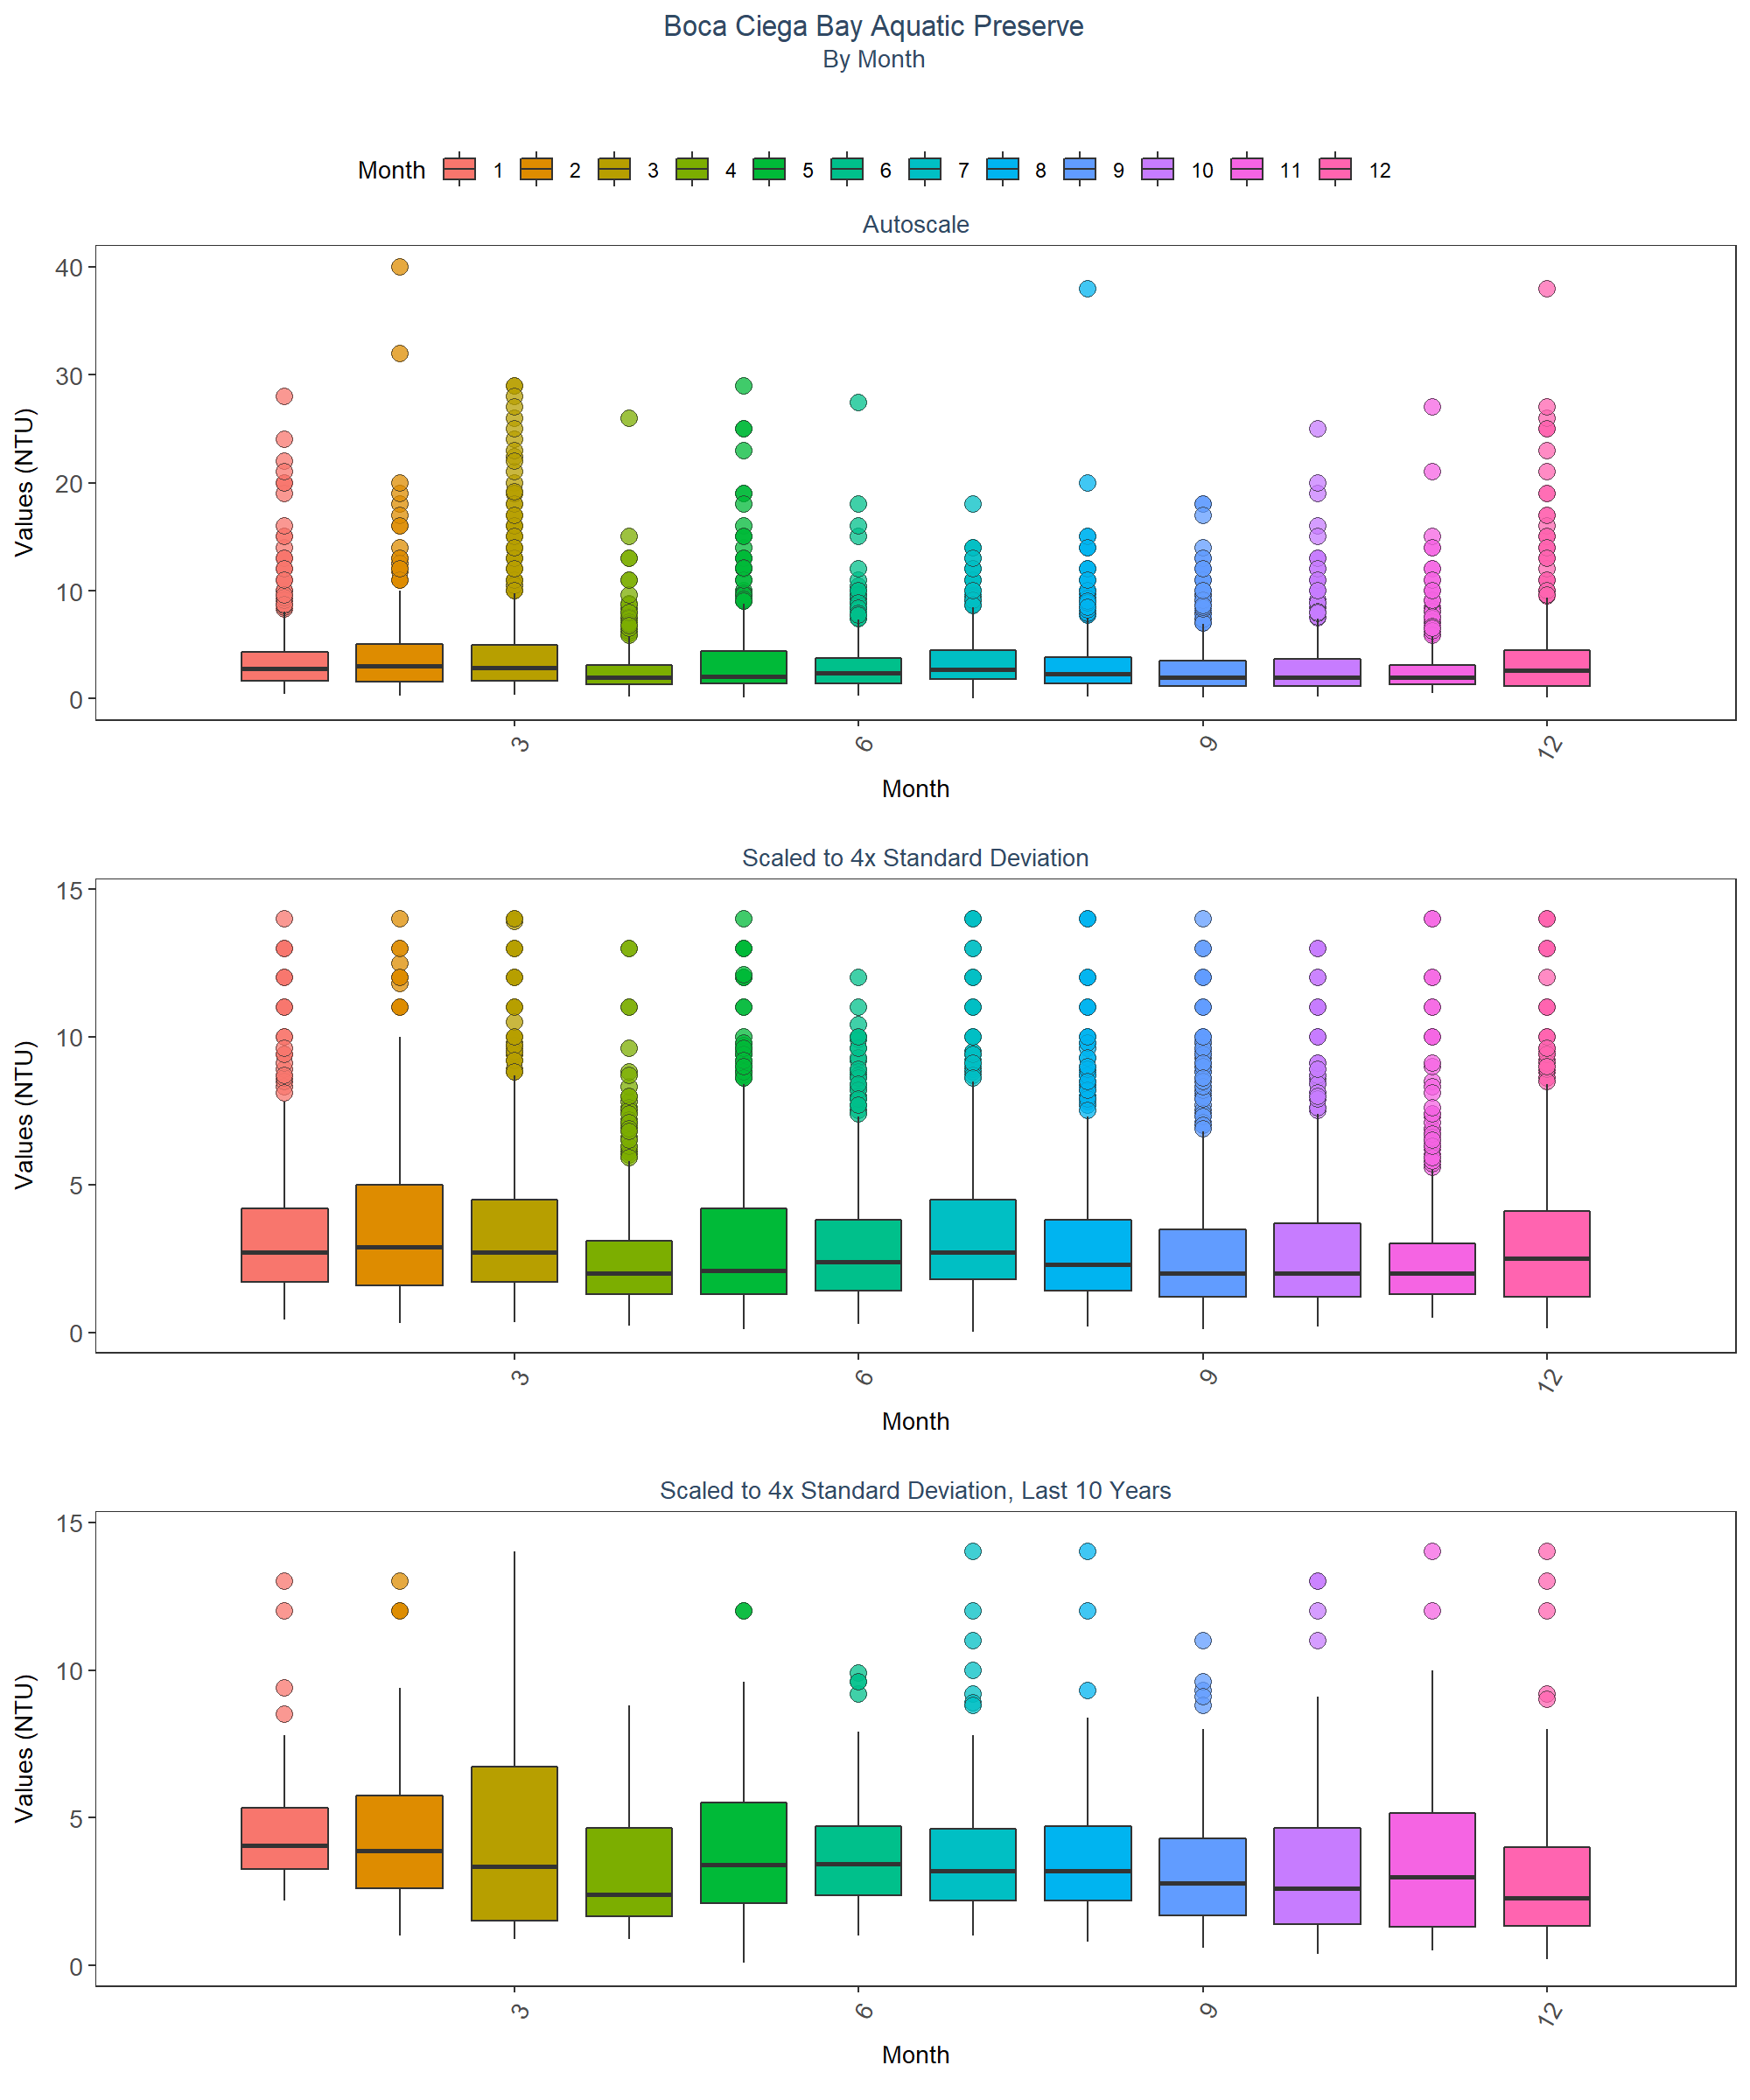 Boca Ciega Bay Aquatic Preserve
By Month
Month 1 2 3 4 5 6 7 8 9 10 11 12
Autoscale
Values (NTU)
40
30
20
10
0
3 6 9 12
Month
Scaled to 4x Standard Deviation
Values (NTU)
15
10
5
0
3 6 9 12
Month
Scaled to 4x Standard Deviation, Last 10 Years
Values (NTU)
15
10
5
0
3 6 9 12
Month